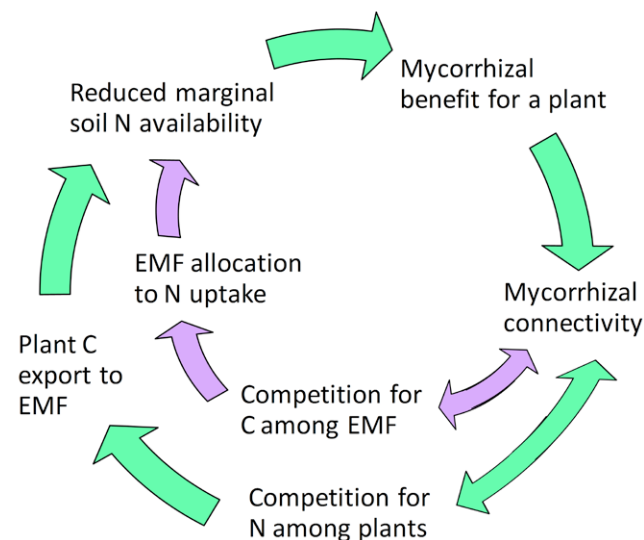 Mycorrhizal
benefit for a plant
Reduced marginal
soil N availability
EMF allocation
to N uptake
Mycorrhizal
connectivity
Plant C
export to
EMF
Competition for
C among EMF
Competition for
N among plants